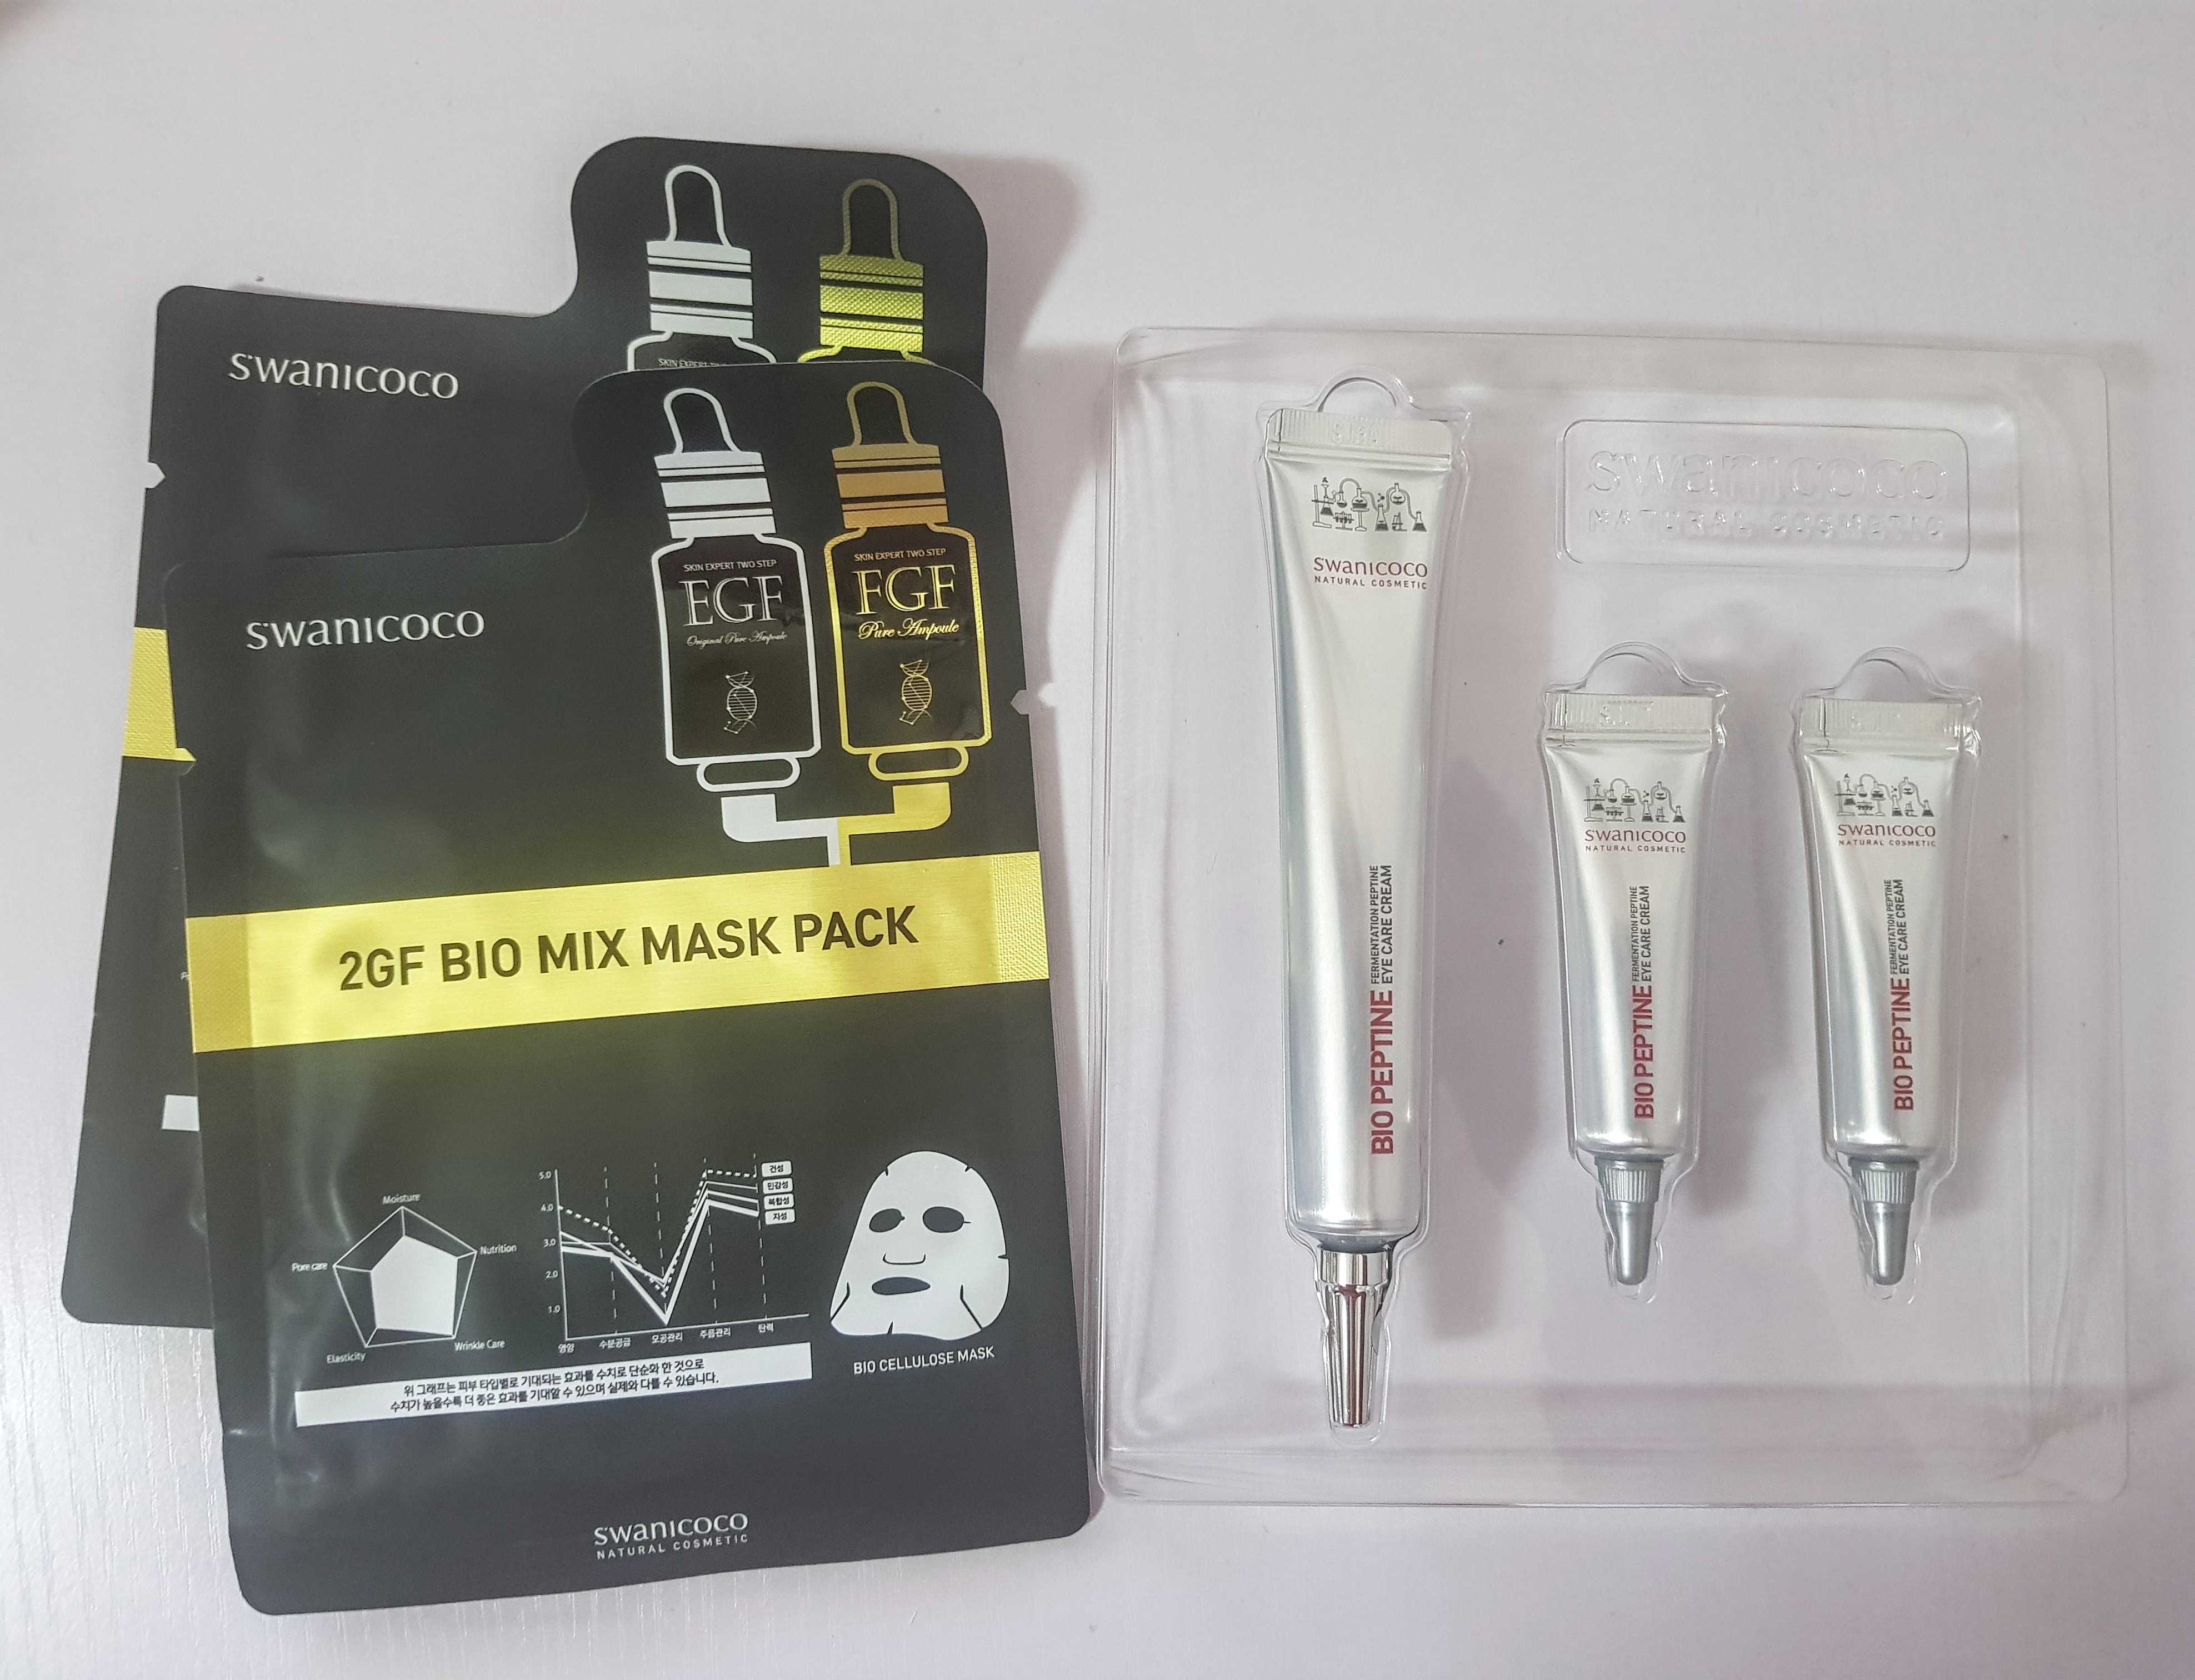 swanicoco
swanicoco
SKIN EXPERT TWO STEP
EGF
Original Pure Ampoule
SKIN EXPERT TWO STEP
FGF
Pure Ampoule
2GF BIO MIX MASK PACK
Moisture
Nutrition
Wrinkle Care
Elasticity
Pore care
5.0
4.0
3.0
2.0
1.0
건성
민감성
복합성
지성
영양
수분공급
모공관리
주름관리
탄력
위 그래프는 피부 타입별로 기대되는 효과를 수치로 단순화 한 것으로
수치가 높을수록 더 좋은 효과를 기대할 수 있으며 실제와 다를 수 있습니다.
BIO CELLULOSE MASK
swanicoco
NATURAL COSMETIC
swanicoco
NATURAL COSMETIC
swanicoco
NATURAL COSMETIC
BIO PEPTINE
FERMENTATION PEPTINE
EYE CARE CREAM
swanicoco
NATURAL COSMETIC
BIO PEPTINE
FERMENTATION PEPTINE
EYE CARE CREAM
swanicoco
NATURAL COSMETIC
BIO PEPTINE
FERMENTATION PEPTINE
EYE CARE CREAM